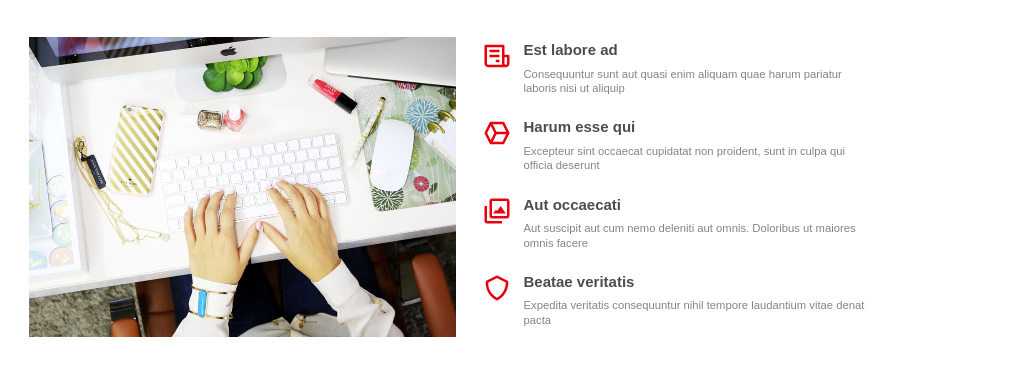 Est labore ad
Consequuntur sunt aut quasi enim aliquam quae harum pariatur
laboris nisi ut aliquip
Harum esse qui
Excepteur sint occaecat cupidatat non proident, sunt in culpa qui
officia deserunt
Aut occaecati
Aut suscipit aut cum nemo deleniti aut omnis. Doloribus ut maiores
omnis facere
Beatae veritatis
Expedita veritatis consequuntur nihil tempore laudantium vitae denat
pacta